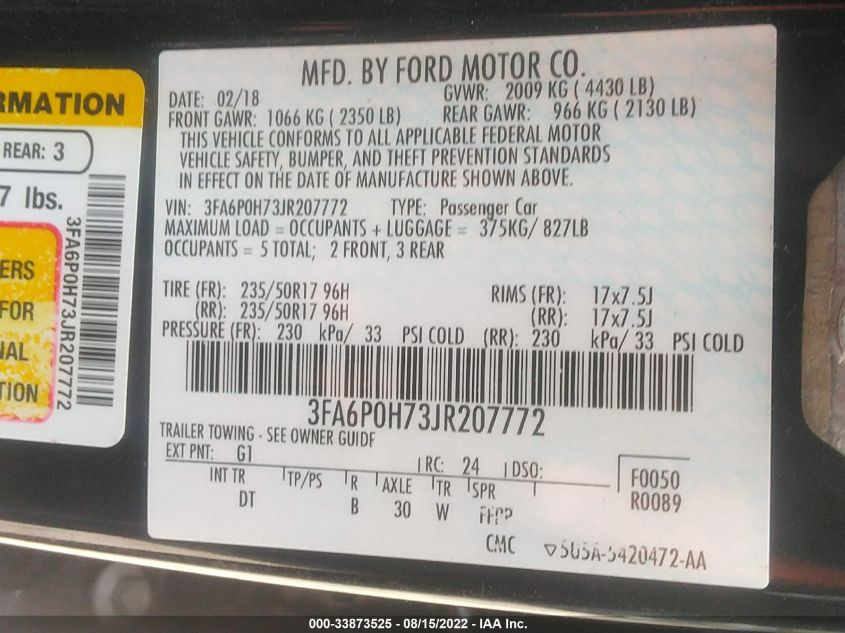 MFD. BY FORD MOTOR CO.
DATE: 02/18 GVWR: 2009 KG ( 4430 LB)
FRONT GAWR: 1066 KG ( 2350 LB) REAR GAWR: 966 KG ( 2130 LB)
THIS VEHICLE CONFORMS TO ALL APPLICABLE FEDERAL MOTOR
VEHICLE SAFETY, BUMPER, AND THEFT PREVENTION STANDARDS
IN EFFECT ON THE DATE OF MANUFACTURE SHOWN ABOVE.
VIN: 3FA6P0H73JR207772 TYPE: Passenger Car
MAXIMUM LOAD = OCCUPANTS + LUGGAGE = 375KG/ 827LB
OCCUPANTS = 5 TOTAL; 2 FRONT, 3 REAR
TIRE (FR): 235/50R17 96H RIMS (FR): 17x7.5J
(RR): 235/50R17 96H (RR): 17x7.5J
PRESSURE (FR): 230 kPa/ 33 PSI COLD (RR): 230 kPa/ 33 PSI COLD
3FA6P0H73JR207772
TRAILER TOWING - SEE OWNER GUIDE
EXT PNT: G1 RC: 24 DSO:
INT TR TP/PS R AXLE TR SPR
DT B 30 W
F0050
R0089
CMC
RMATION
REAR: 3
7 lbs.
ERS
FOR
NAL
TION
3FA6P0H73JR207772
000-33873525 - 08/15/2022 - IAA Inc.